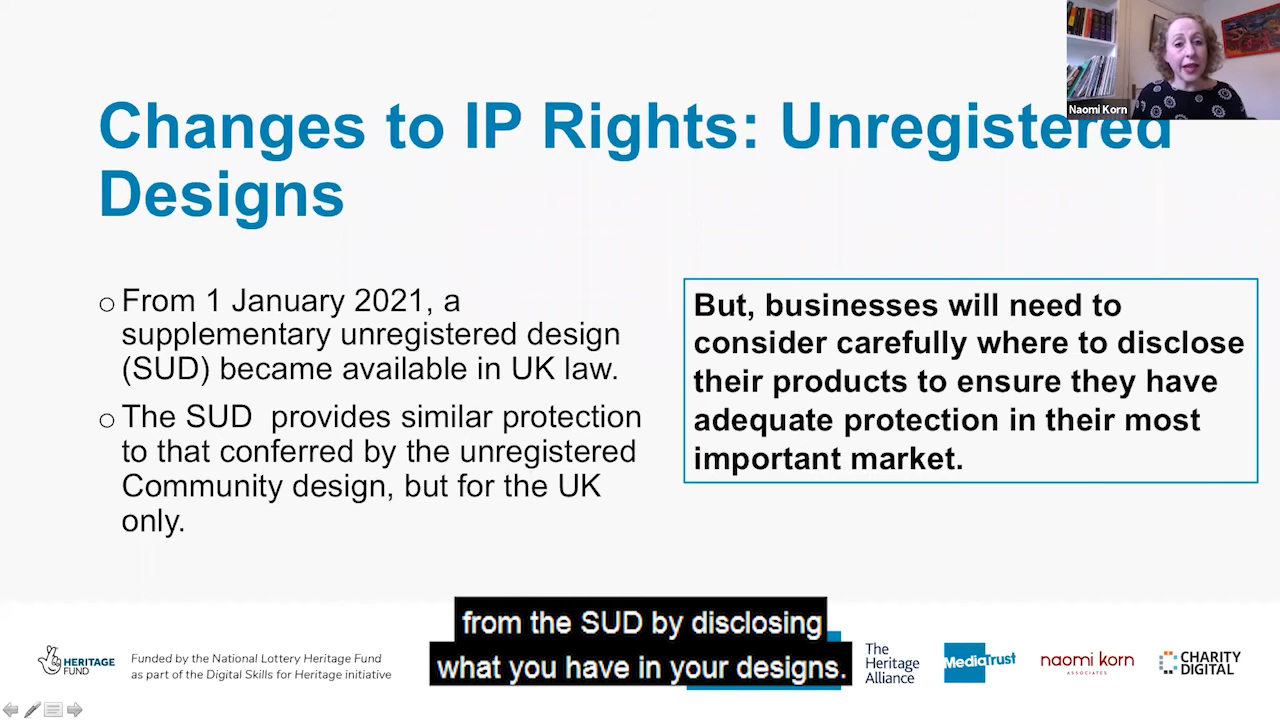 Naomi Korn
Changes to IP Rights: Unregistered
Designs
o From 1 January 2021, a
supplementary unregistered design
(SUD) became available in UK law.
o The SUD  provides similar protection
to that conferred by the unregistered
Community design, but for the UK
only.
But, businesses will need to
consider carefully where to disclose
their products to ensure they have
adequate protection in their most
important market.
from the SUD by disclosing
what you have in your designs.
HERITAGE
FUND
Funded by the National Lottery Heritage Fund
as part of the Digital Skills for Heritage initiative
The
Heritage
Alliance
MediaTrust
naomi korn
ASSOCIATES
CHARITY
DIGITAL